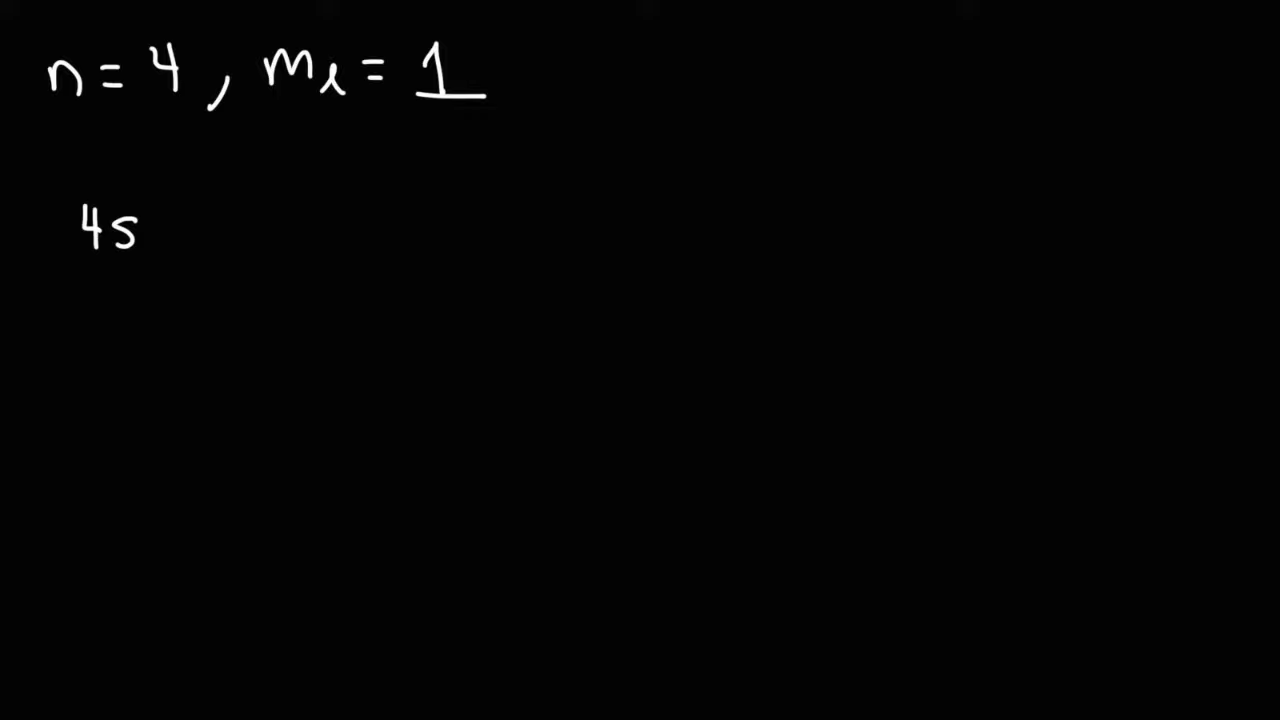 n = 4 , mℓ = 1
4s